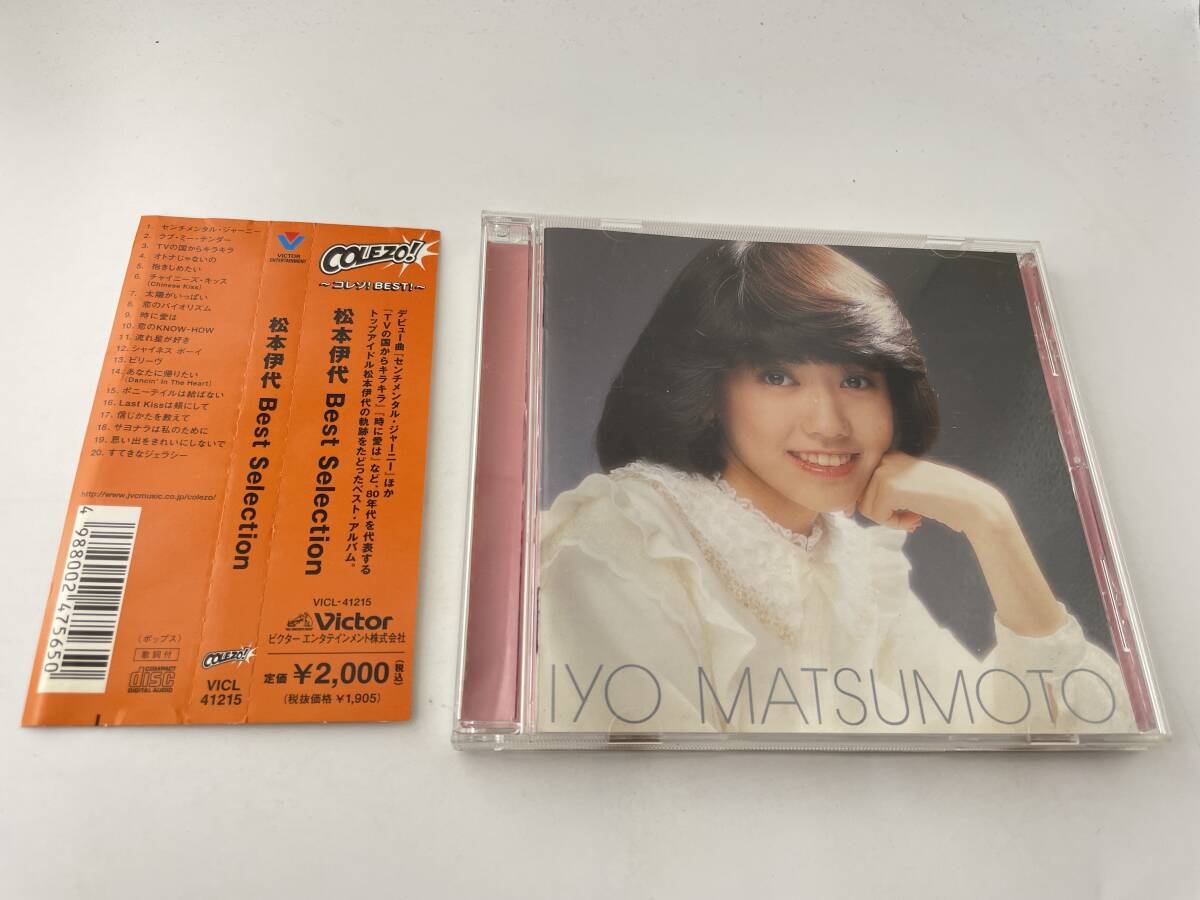 1. センチメンタル・ジャーニー
2. ラブ・ミー・テンダー
3. TVの国からキラキラ
4. オトナじゃないの
5. 抱きしめたい
6. チャイニーズ・キッス
(Chinese Kiss)
7. 太陽がいっぱい
8. 恋のバイオリズム
9. 時に愛は
10. 恋のKNOW-HOW
11. 流れ星が好き
12. シャイネス ボーイ
13. ビリーヴ
14. あなたに帰りたい
(Dancin' In The Heart)
15. ポニーテイルは結ばない
16. Last Kissは頬にして
17. 信じかたを教えて
18. サヨナラは私のために
19. 思い出をきれいにしないで
20. すてきなジェラシー
http://www.jvcmusic.co.jp/colezo/
4 988002 475650
〈ポップス〉
歌詞付
COMPACT
disc
DIGITAL AUDIO
VICTOR
ENTERTAINMENT
松本伊代 Best Selection
COLEZO!
VICL
41215
COLEZO!
～コレゾ!BEST!～
デビュー曲「センチメンタル・ジャーニー」ほか
「TVの国からキラキラ」「時に愛は」など、80年代を代表する
トップアイドル松本伊代の軌跡をたどったベスト・アルバム。
松本伊代 Best Selection
VICL-41215
Victor
ビクター エンタテインメント株式会社
定価 ¥2,000 (税込)
(税抜価格 ¥1,905)
IYO MATSUMOTO